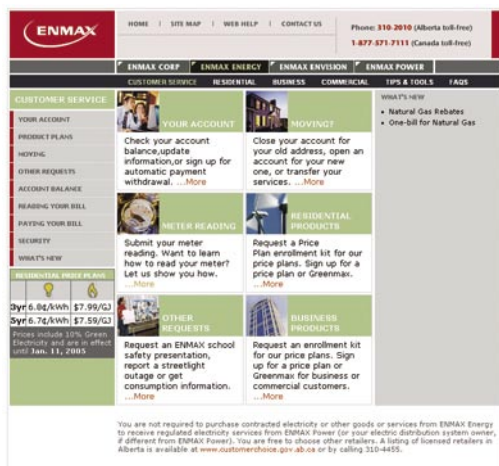 ENMAX
HOME | SITE MAP | WEB HELP | CONTACT US
Phone: 310-2010 (Alberta toll-free)
1-877-571-7111 (Canada toll-free)
ENMAX CORP ENMAX ENERGY ENMAX ENVISION ENMAX POWER
CUSTOMER SERVICE RESIDENTIAL BUSINESS COMMERCIAL TIPS & TOOLS FAQS
CUSTOMER SERVICE
YOUR ACCOUNT
PRODUCT PLANS
MOVING
OTHER REQUESTS
ACCOUNT BALANCE
READING YOUR BILL
PAYING YOUR BILL
SECURITY
WHAT'S NEW
RESIDENTIAL PRICE PLANS
3yr 6.8¢/kWh $7.99/GJ
5yr 6.7¢/kWh $7.59/GJ
Prices include 10% Green
Electricity and are in effect
until Jan. 11, 2005
YOUR ACCOUNT
Check your account
balance,update
information,or sign up for
automatic payment
withdrawal. ...More
MOVING?
Close your account for
your old address, open an
account for your new
one, or transfer your
services. ...More
METER READING
Submit your meter
reading. Want to learn
how to read your meter?
Let us show you how.
...More
RESIDENTIAL
PRODUCTS
Request a Price
Plan enrollment kit for our
price plans. Sign up for a
price plan or Greenmax.
...More
OTHER
REQUESTS
Request an ENMAX school
safety presentation,
report a streetlight
outage or get
consumption information.
...More
BUSINESS
PRODUCTS
Request an enrollment kit
for our price plans. Sign
up for a price plan or
Greenmax for business or
commercial customers.
...More
WHAT'S NEW
• Natural Gas Rebates
• One-bill for Natural Gas
You are not required to purchase contracted electricity or other goods or services from ENMAX Energy
to receive regulated electricity services from ENMAX Power (or your electric distribution system owner,
if different from ENMAX Power). You are free to choose other retailers. A listing of licensed retailers in
Alberta is available at www.customerchoice.gov.ab.ca or by calling 310-4455.